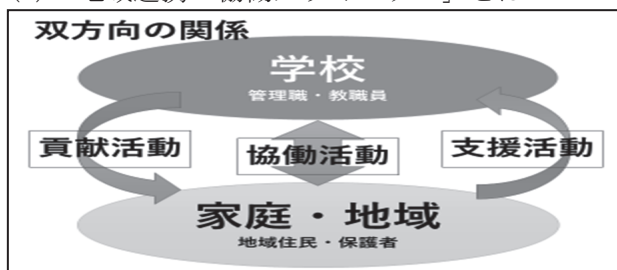 双方向の関係
学校
管理職・教職員
貢献活動
協働活動
支援活動
家庭・地域
地域住民・保護者